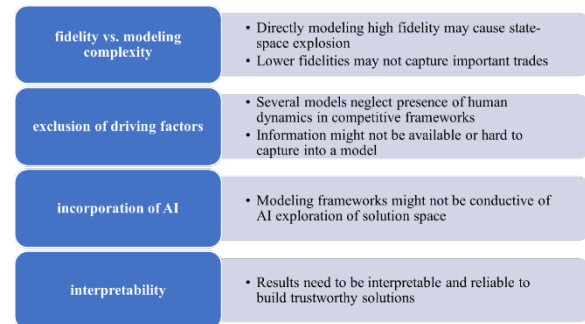 fidelity vs. modeling
complexity
• Directly modeling high fidelity may cause state-
space explosion
• Lower fidelities may not capture important trades
exclusion of driving factors
• Several models neglect presence of human
dynamics in competitive frameworks
• Information might not be available or hard to
capture into a model
incorporation of AI
• Modeling frameworks might not be conductive of
AI exploration of solution space
interpretability
• Results need to be interpretable and reliable to
build trustworthy solutions